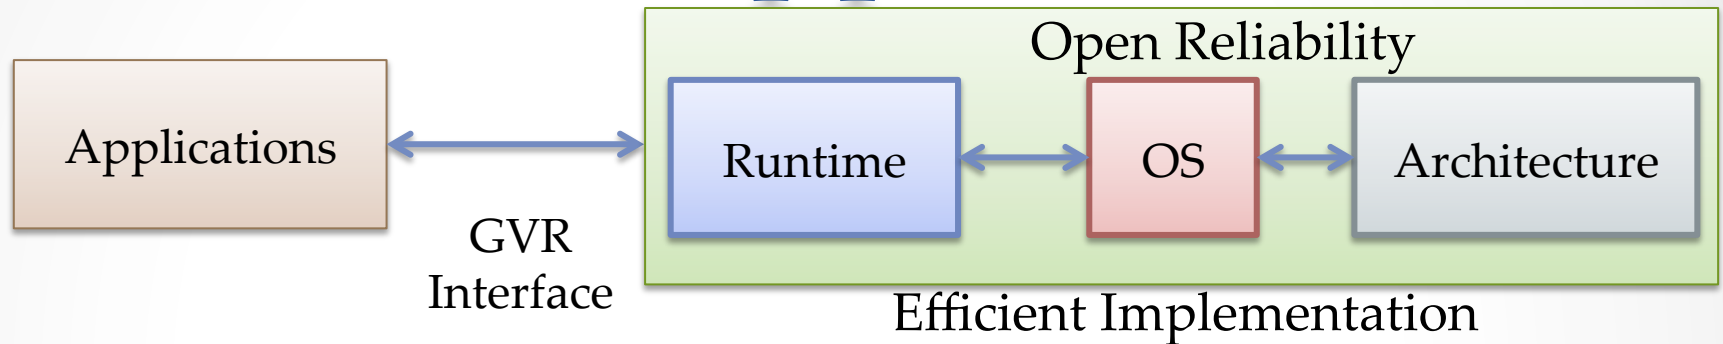 Open Reliability
Applications
Runtime
OS
Architecture
GVR
Interface
Efficient Implementation